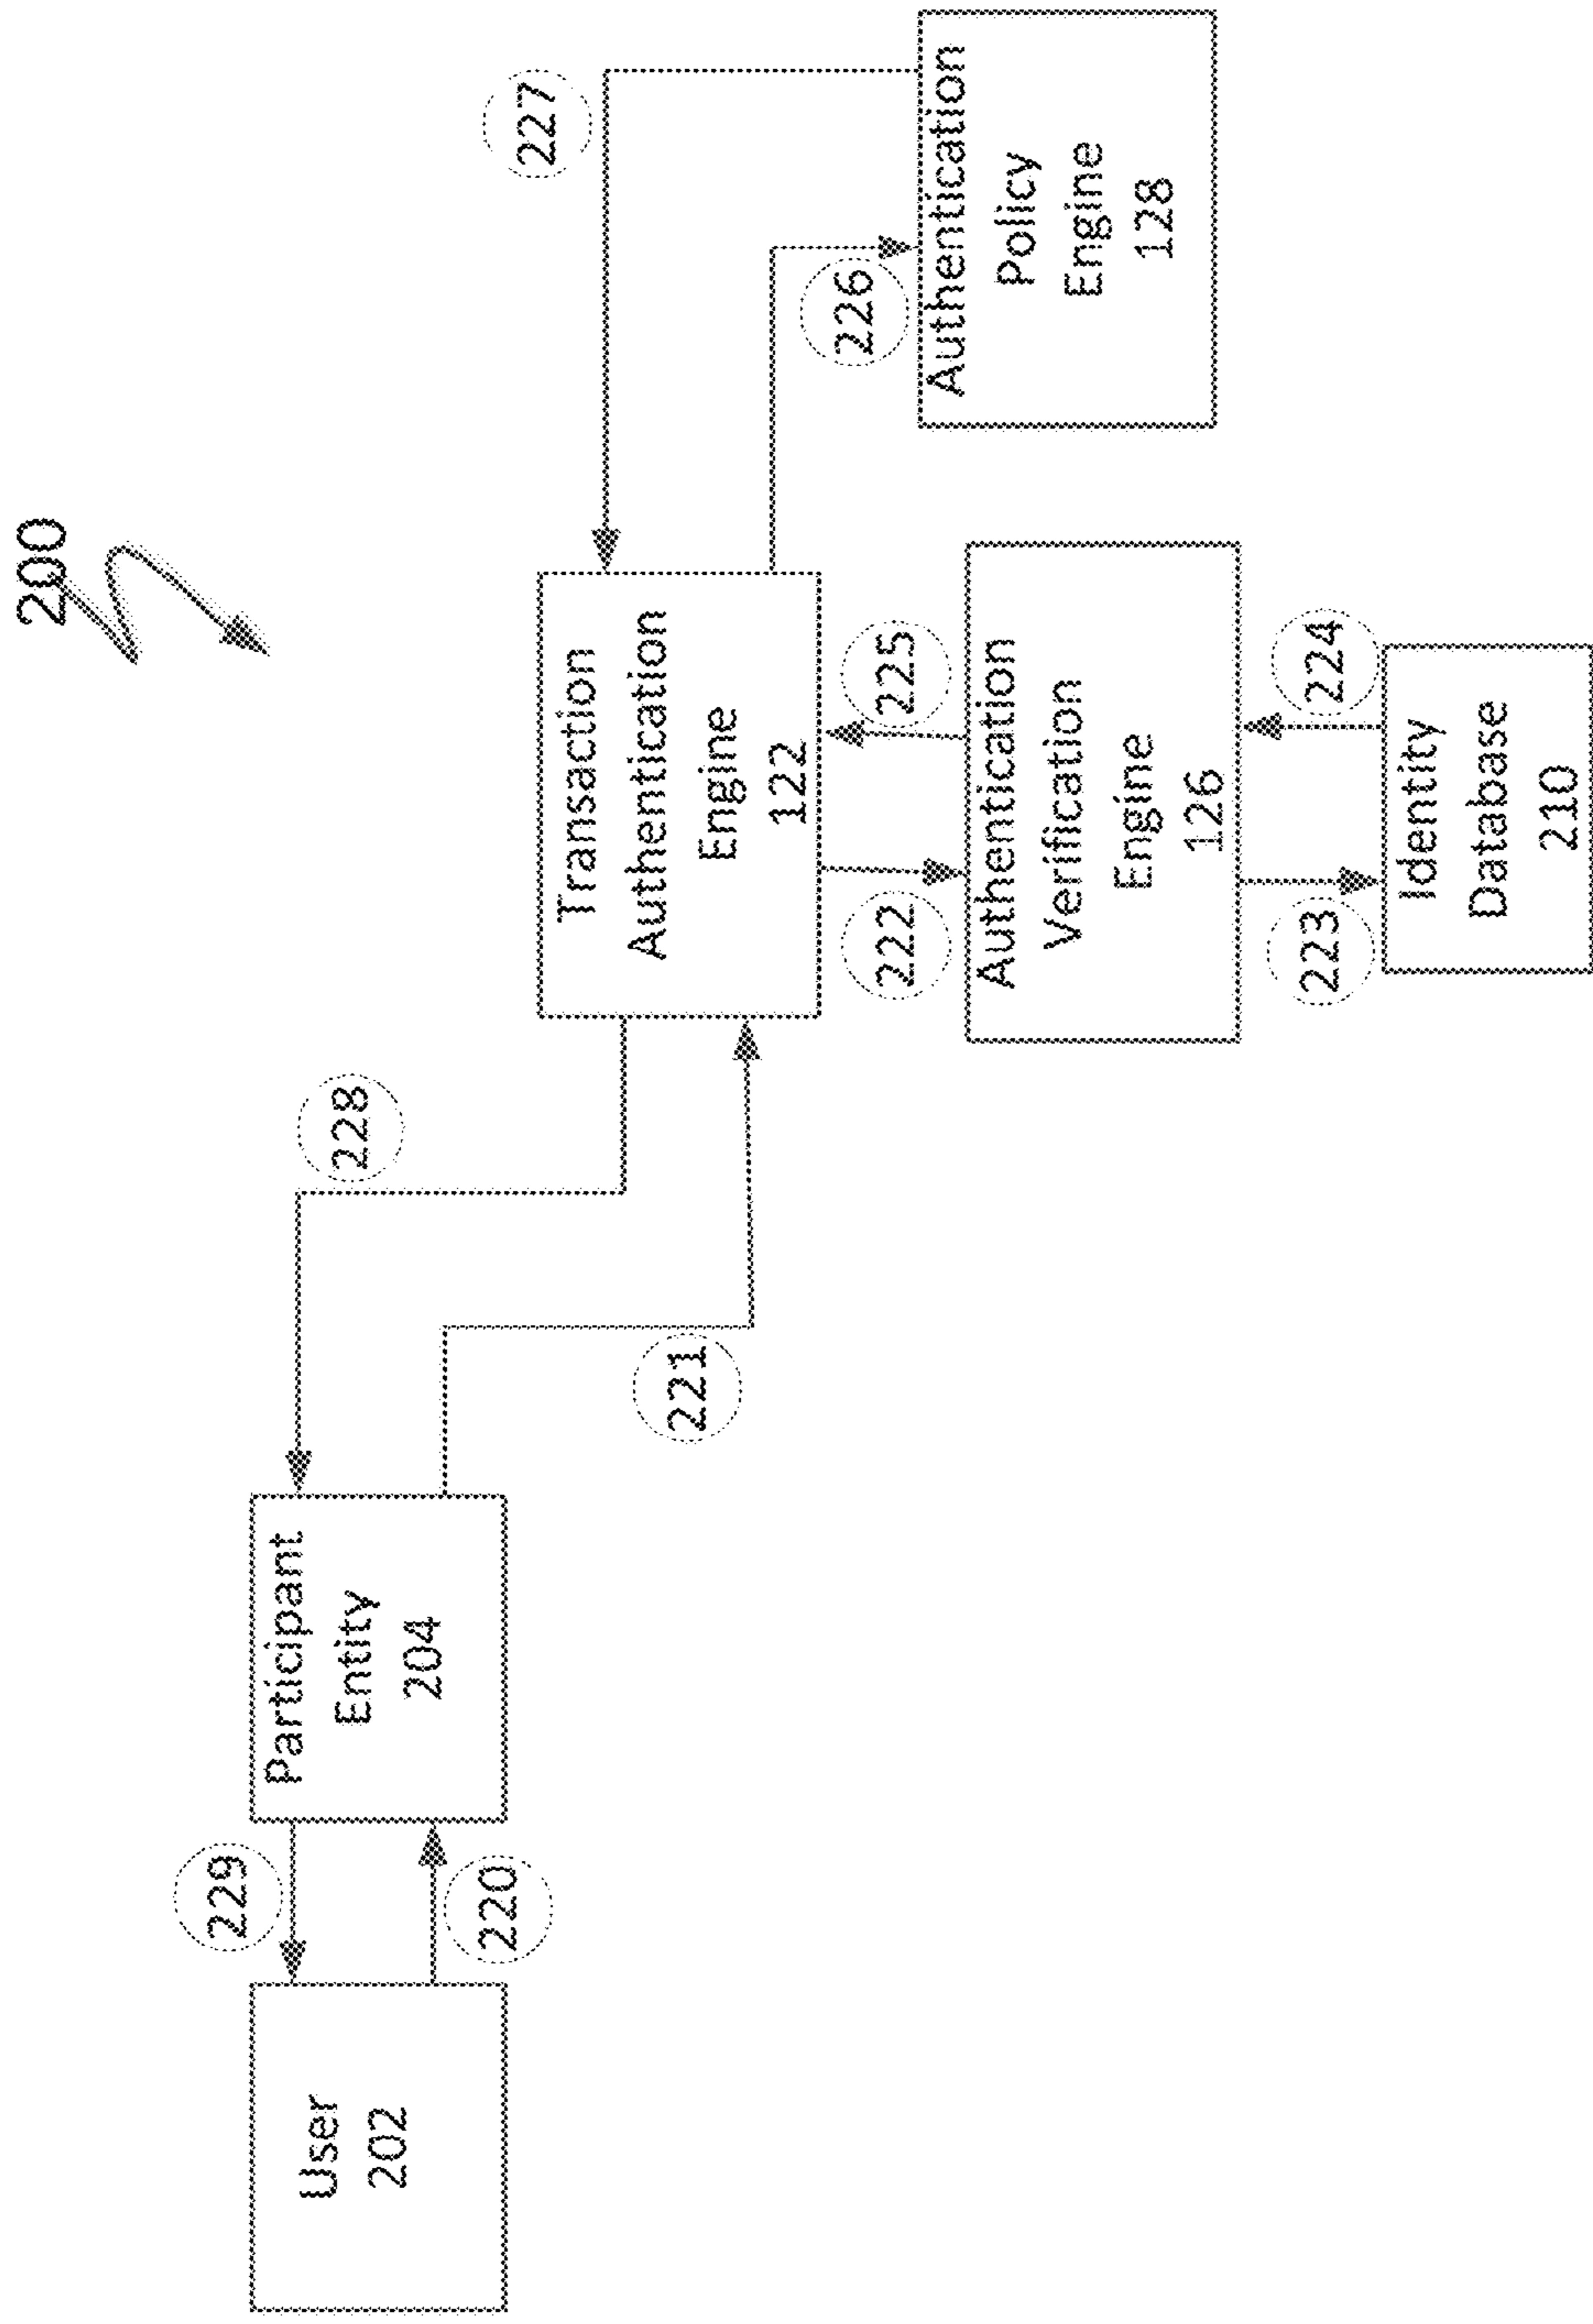 200
User
202
229
220
Participant
Entity
204
228
221
Transaction
Authentication
Engine
122
227
226
Authentication
Policy
Engine
128
222
225
Authentication
Verification
Engine
126
223
224
Identity
Database
210